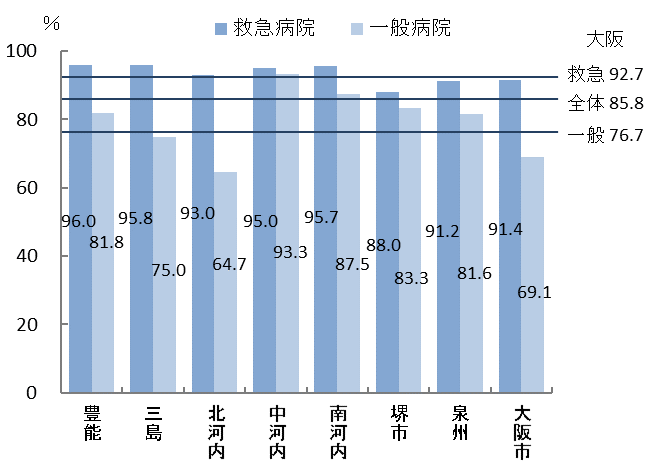 %
救急病院 一般病院
大阪
救急 92.7
全体 85.8
一般 76.7
100
80
60
40
20
0
96.0
81.8
95.8
75.0
93.0
64.7
95.0
93.3
95.7
87.5
88.0
83.3
91.2
81.6
91.4
69.1
豊能
三島
北河内
中河内
南河内
堺市
泉州
大阪市